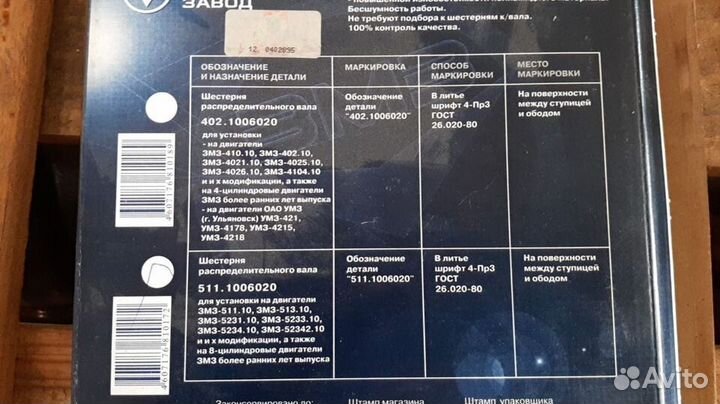 ЗАВОД
Бесшумность работы.
Не требуют подбора к шестерням к/вала.
100% контроль качества.
12. 0402895
ОБОЗНАЧЕНИЕ
И НАЗНАЧЕНИЕ ДЕТАЛИ
МАРКИРОВКА
СПОСОБ
МАРКИРОВКИ
МЕСТО
МАРКИРОВКИ
Шестерня
распределительного вала
402.1006020
для установки
- на двигатели
ЗМЗ-410.10, ЗМЗ-402.10,
ЗМЗ-4021.10, ЗМЗ-4025.10,
ЗМЗ-4026.10, ЗМЗ-4104.10
и их модификации, а также
на 4-цилиндровые двигатели
ЗМЗ более ранних лет выпуска
- на двигатели ОАО УМЗ
(г. Ульяновск) УМЗ-421,
УМЗ-4178, УМЗ-4215,
УМЗ-4218
Обозначение
детали
"402.1006020"
В литье
шрифт 4-Пр3
ГОСТ
26.020-80
На поверхности
между ступицей
и ободом
4607176810189
Шестерня
распределительного вала
511.1006020
для установки на двигатели
ЗМЗ-511.10, ЗМЗ-513.10,
ЗМЗ-5231.10, ЗМЗ-5233.10,
ЗМЗ-5234.10, ЗМЗ-52342.10
и их модификации, а также
на 8-цилиндровые двигатели
ЗМЗ более ранних лет выпуска
Обозначение
детали
"511.1006020"
В литье
шрифт 4-Пр3
ГОСТ
26.020-80
На поверхности
между ступицей
и ободом
4607176810172
Законсервировано до:
Штамп магазина
Штамп упаковщика
Avito